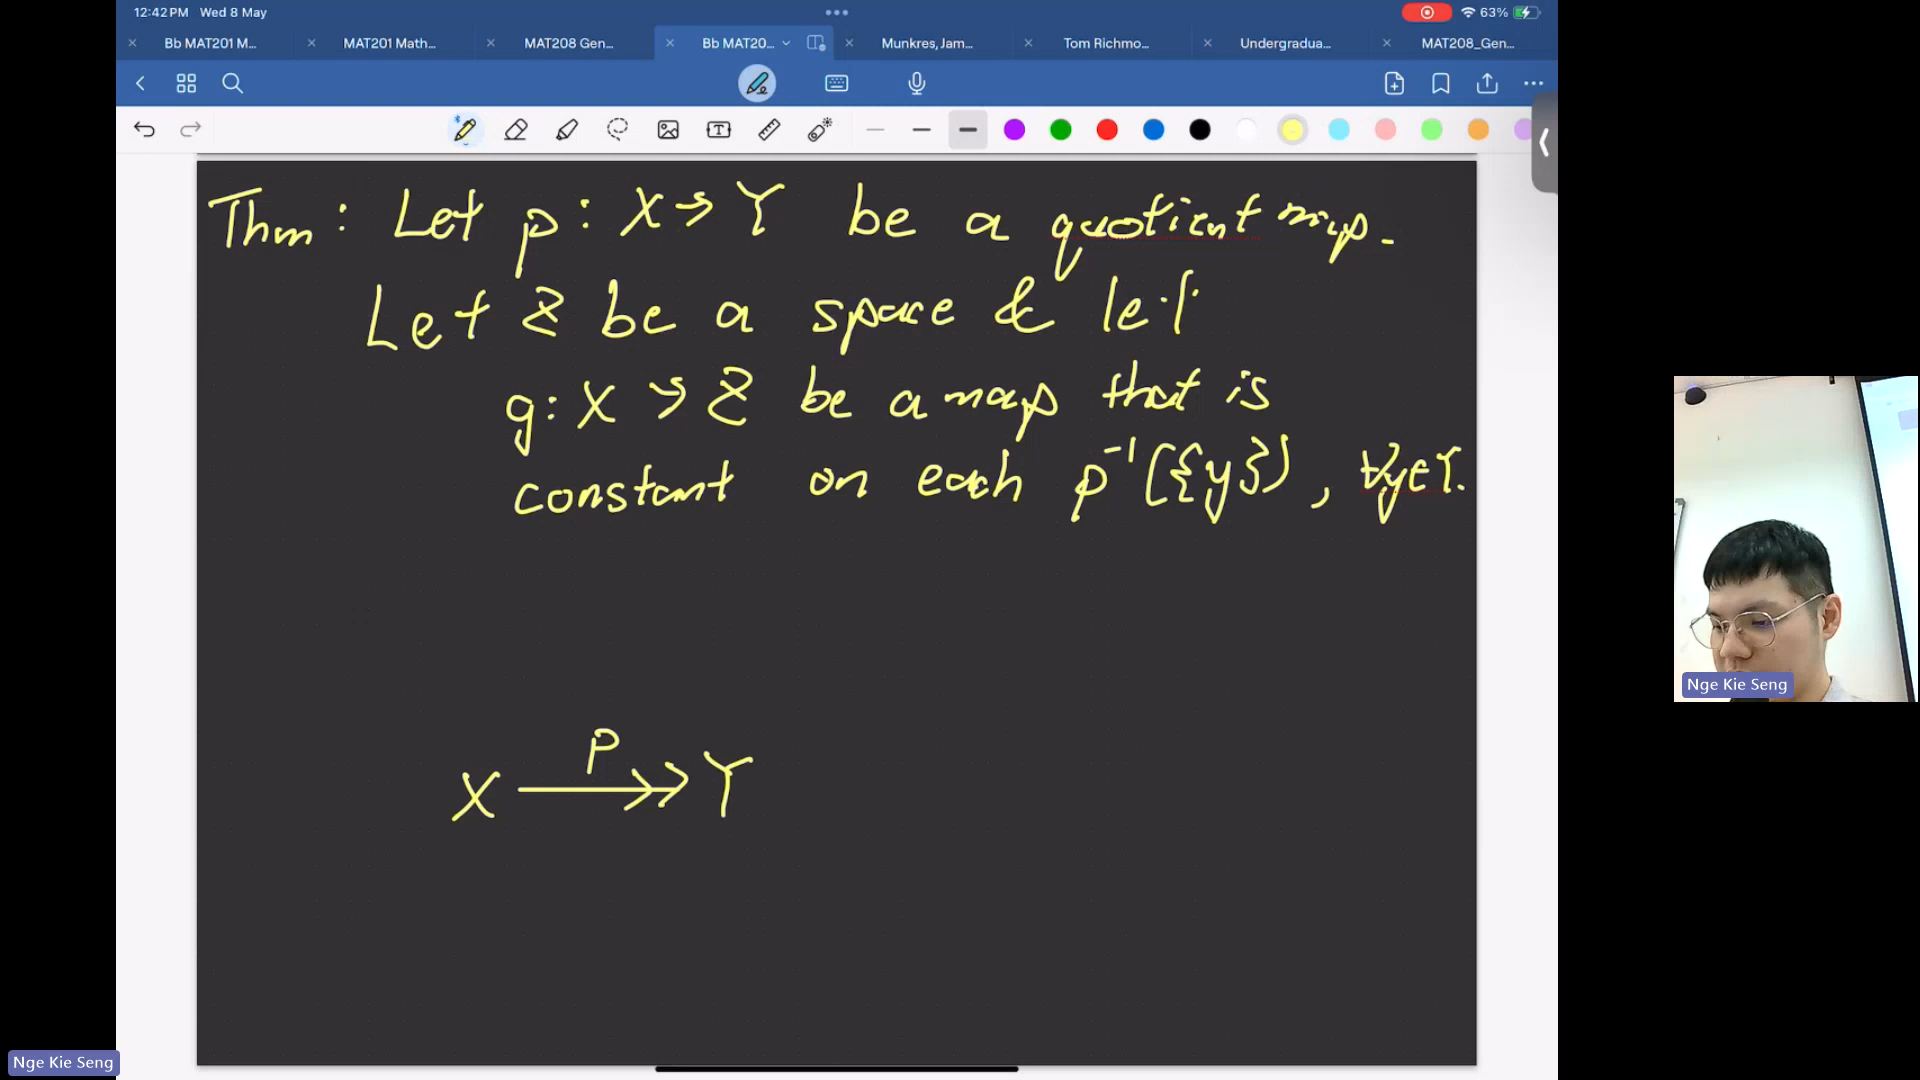 12:42 PM Wed 8 May
63%
Bb MAT201 M...
MAT201 Math...
MAT208 Gen...
Bb MAT20...
Munkres, Jam...
Tom Richmo...
Undergradua...
MAT208_Gen...
Thm : Let p : X → Y be a quotient map.
Let Z be a space & let
g : X → Z be a map that is
constant on each p⁻¹({y}) , ∀y∈Y.
P
X ↠ Y
Nge Kie Seng
Nge Kie Seng